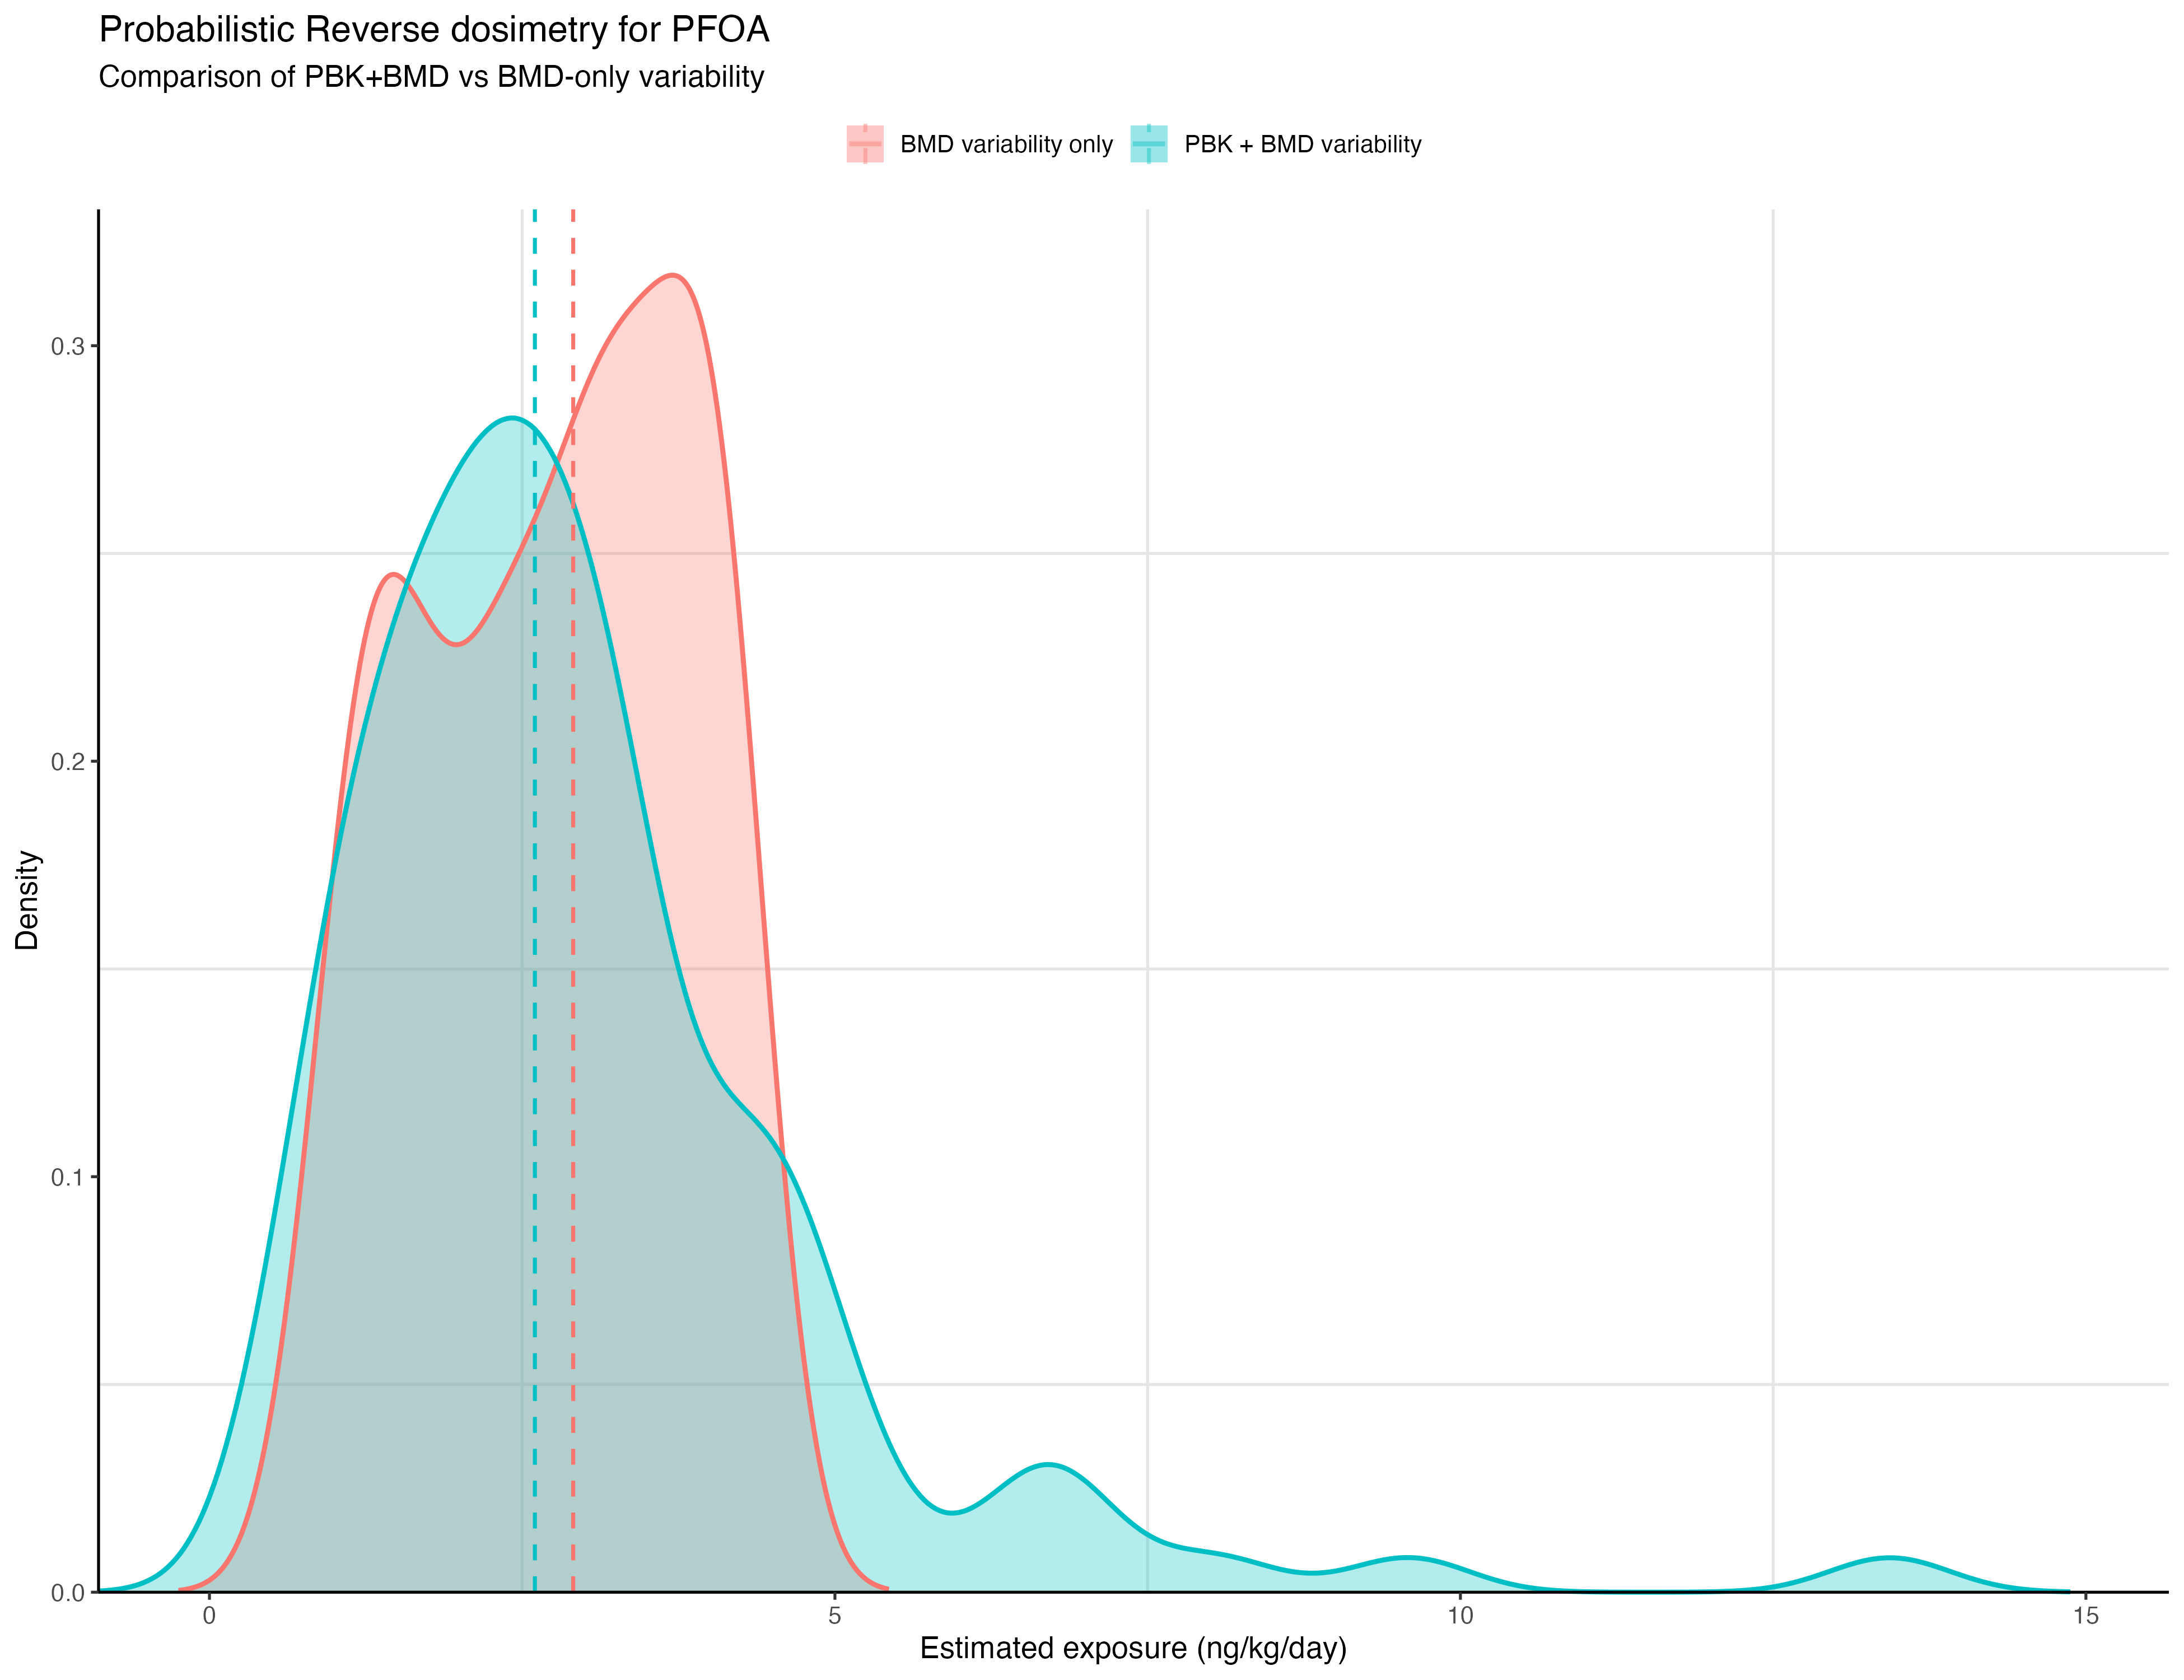 Probabilistic Reverse dosimetry for PFOA
Comparison of PBK+BMD vs BMD-only variability
BMD variability only PBK + BMD variability
Density
0.3
0.2
0.1
0.0
0 5 10 15
Estimated exposure (ng/kg/day)